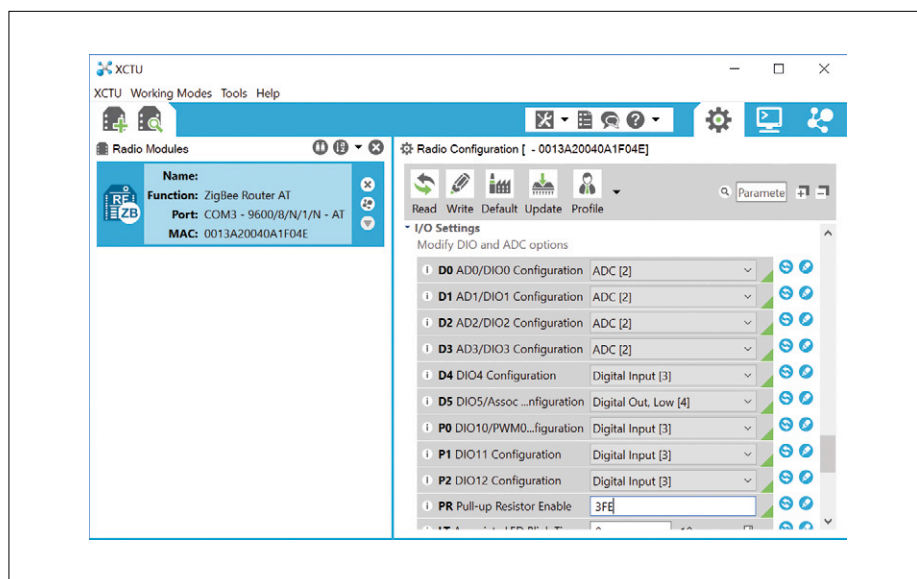 XCTU
XCTU Working Modes Tools Help
Radio Modules
Name:
Function: ZigBee Router AT
Port: COM3 - 9600/8/N/1/N - AT
MAC: 0013A20040A1F04E
RF
ZB
Radio Configuration [ - 0013A20040A1F04E]
Read Write Default Update Profile
Paramete
I/O Settings
Modify DIO and ADC options
D0 AD0/DIO0 Configuration ADC [2]
D1 AD1/DIO1 Configuration ADC [2]
D2 AD2/DIO2 Configuration ADC [2]
D3 AD3/DIO3 Configuration ADC [2]
D4 DIO4 Configuration Digital Input [3]
D5 DIO5/Assoc ...nfiguration Digital Out, Low [4]
P0 DIO10/PWM0...figuration Digital Input [3]
P1 DIO11 Configuration Digital Input [3]
P2 DIO12 Configuration Digital Input [3]
PR Pull-up Resistor Enable 3FE